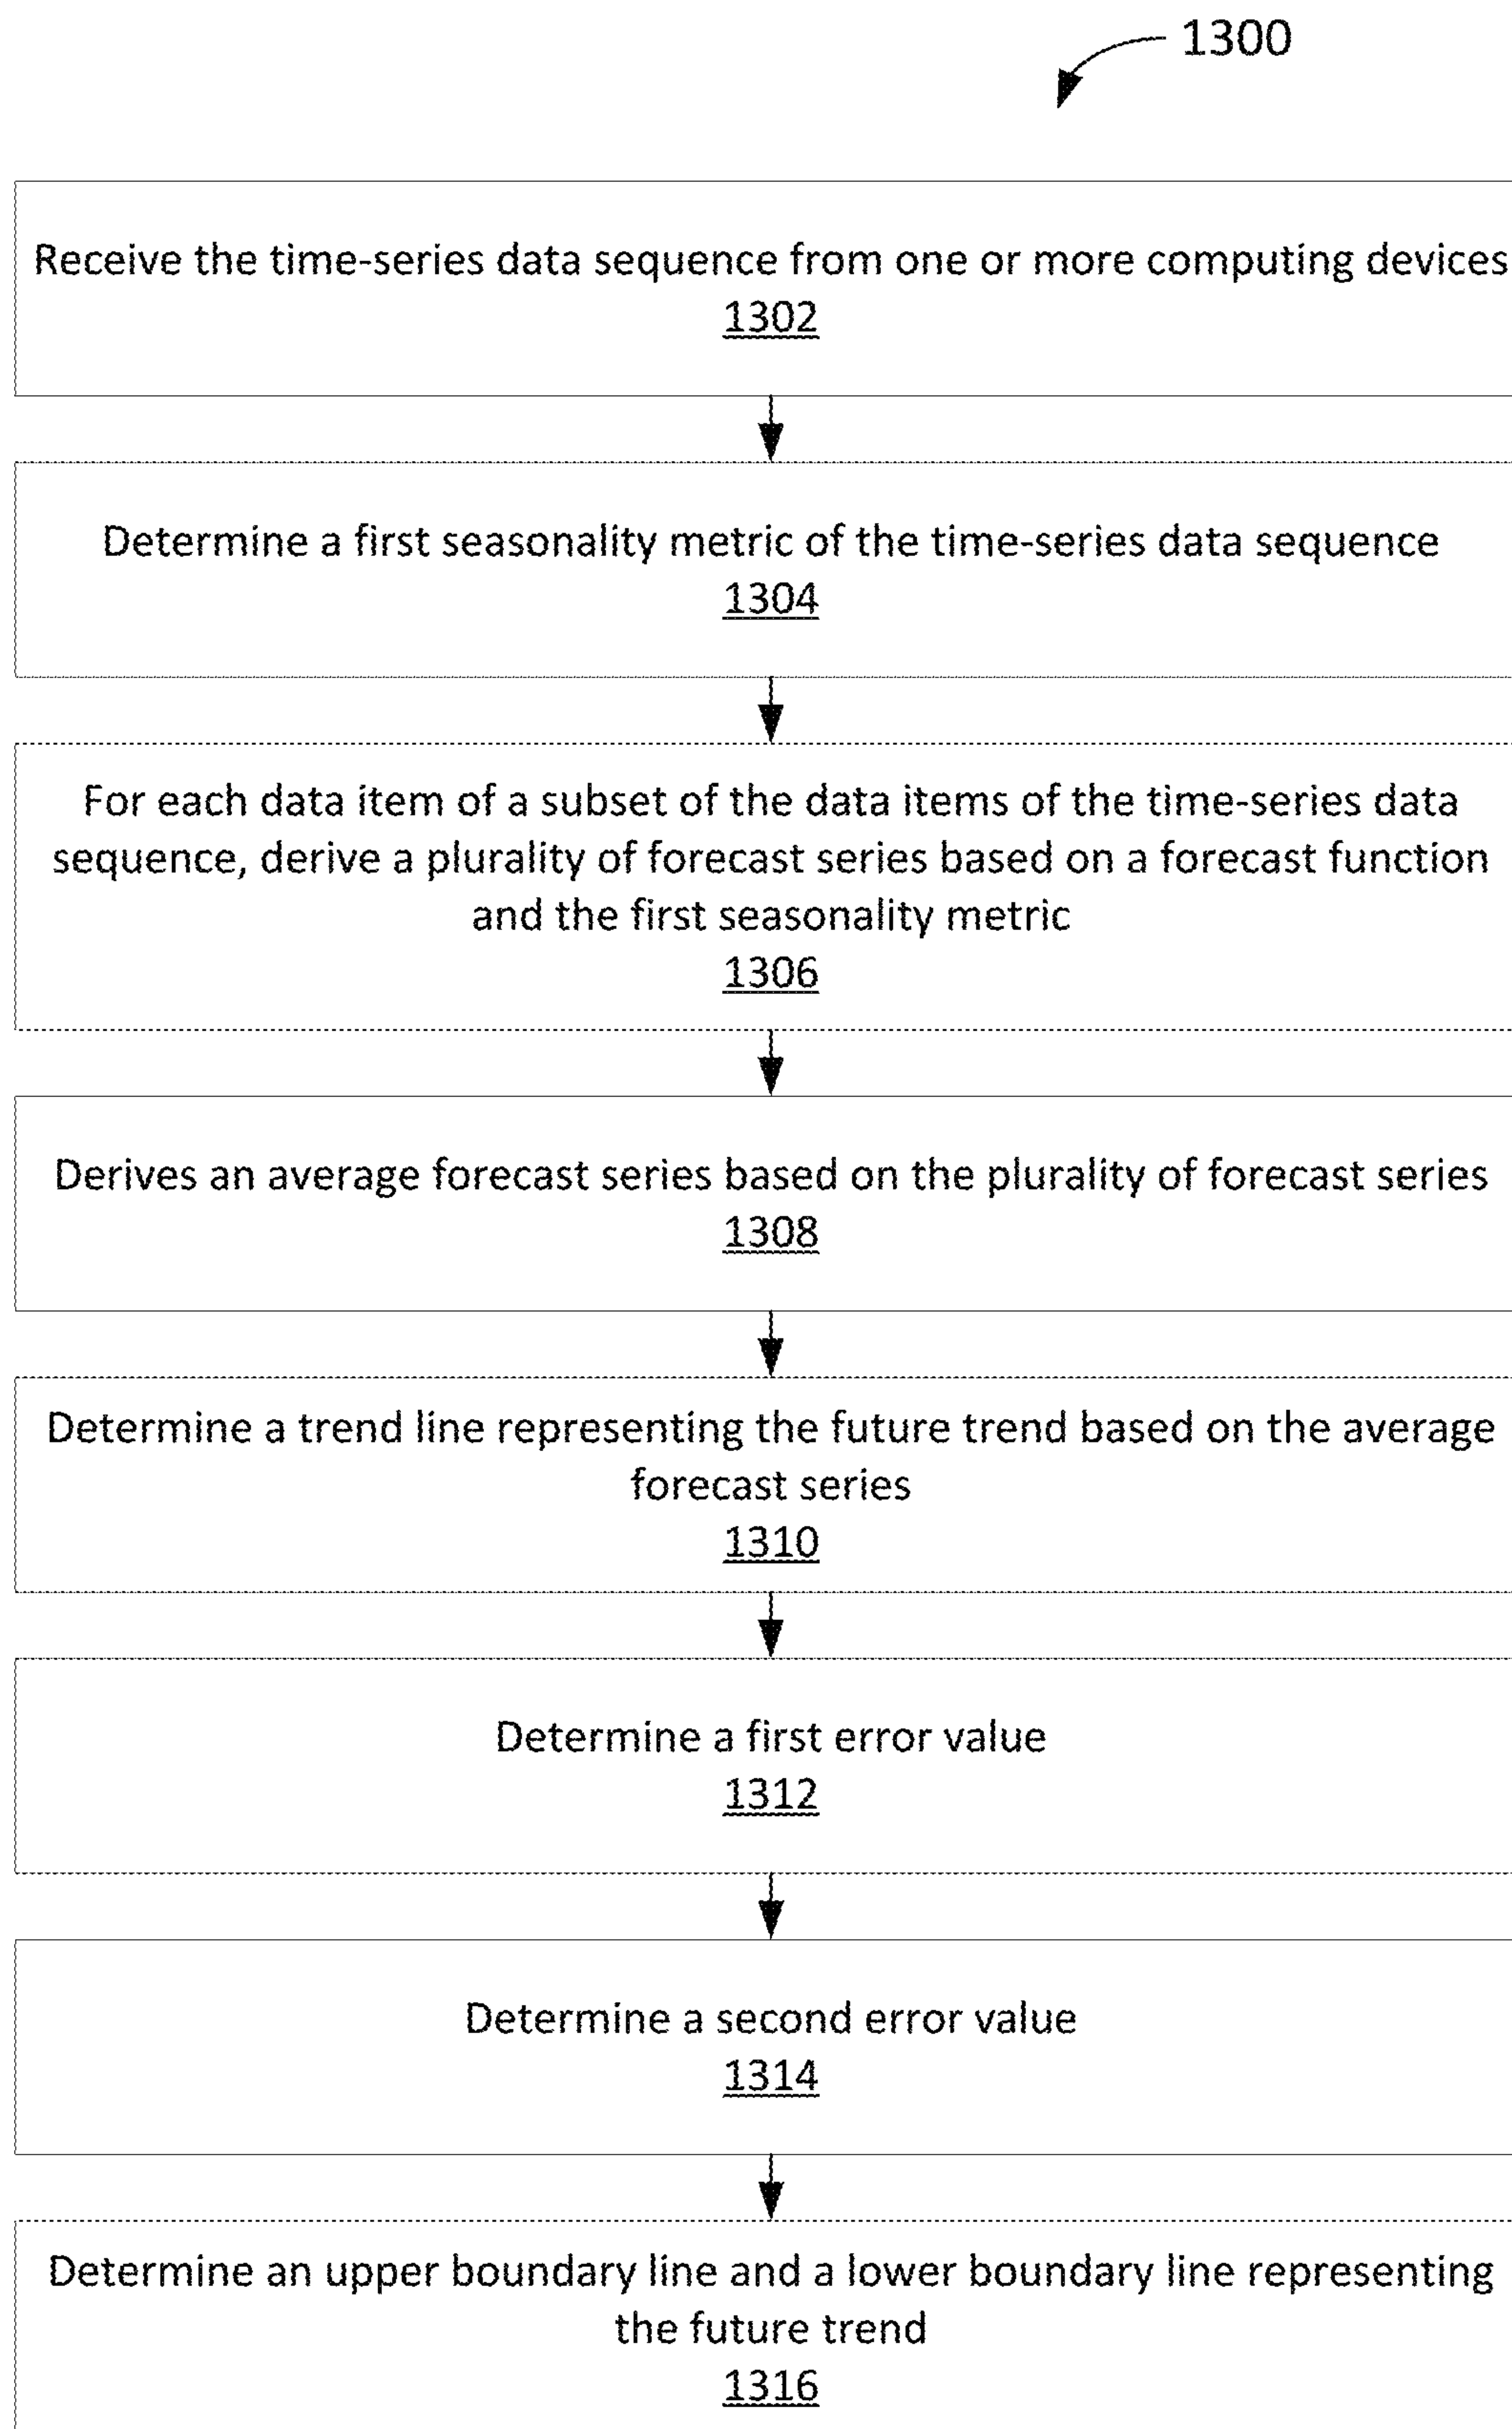 1300
Receive the time-series data sequence from one or more computing devices
1302
Determine a first seasonality metric of the time-series data sequence
1304
For each data item of a subset of the data items of the time-series data
sequence, derive a plurality of forecast series based on a forecast function
and the first seasonality metric
1306
Derives an average forecast series based on the plurality of forecast series
1308
Determine a trend line representing the future trend based on the average
forecast series
1310
Determine a first error value
1312
Determine a second error value
1314
Determine an upper boundary line and a lower boundary line representing
the future trend
1316